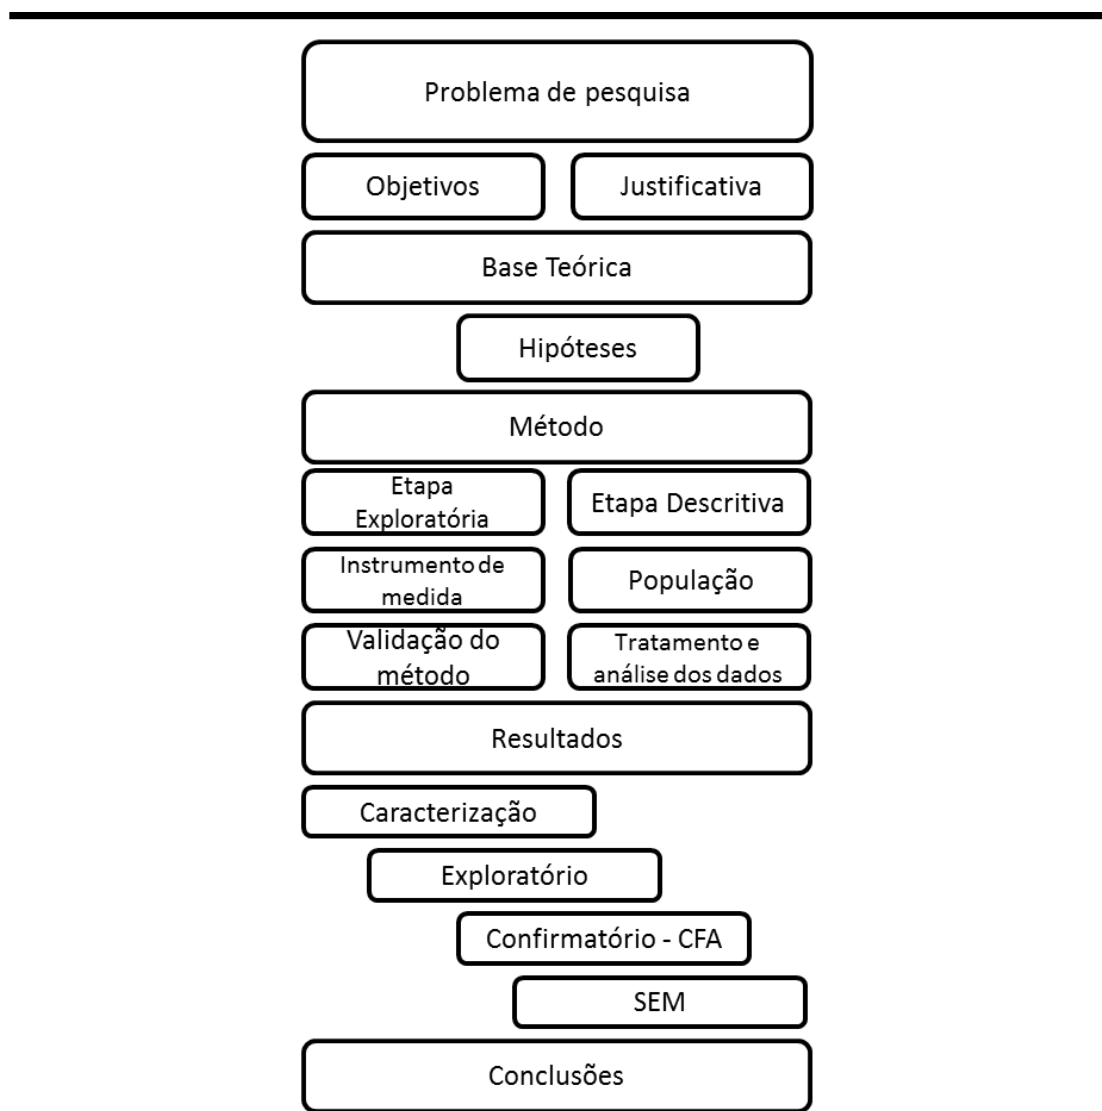 Problema de pesquisa
Objetivos
Justificativa
Base Teórica
Hipóteses
Método
Etapa
Exploratória
Etapa Descritiva
Instrumento de
medida
População
Validação do
método
Tratamento e
análise dos dados
Resultados
Caracterização
Exploratório
Confirmatório - CFA
SEM
Conclusões